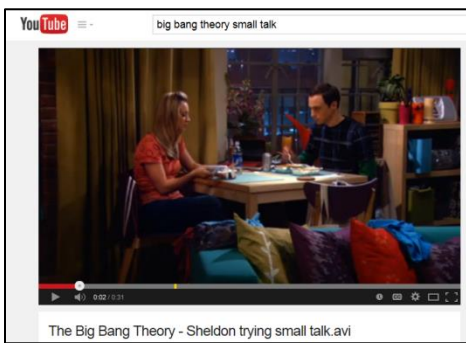 YouTube
big bang theory small talk
0:02 / 0:31
The Big Bang Theory - Sheldon trying small talk.avi